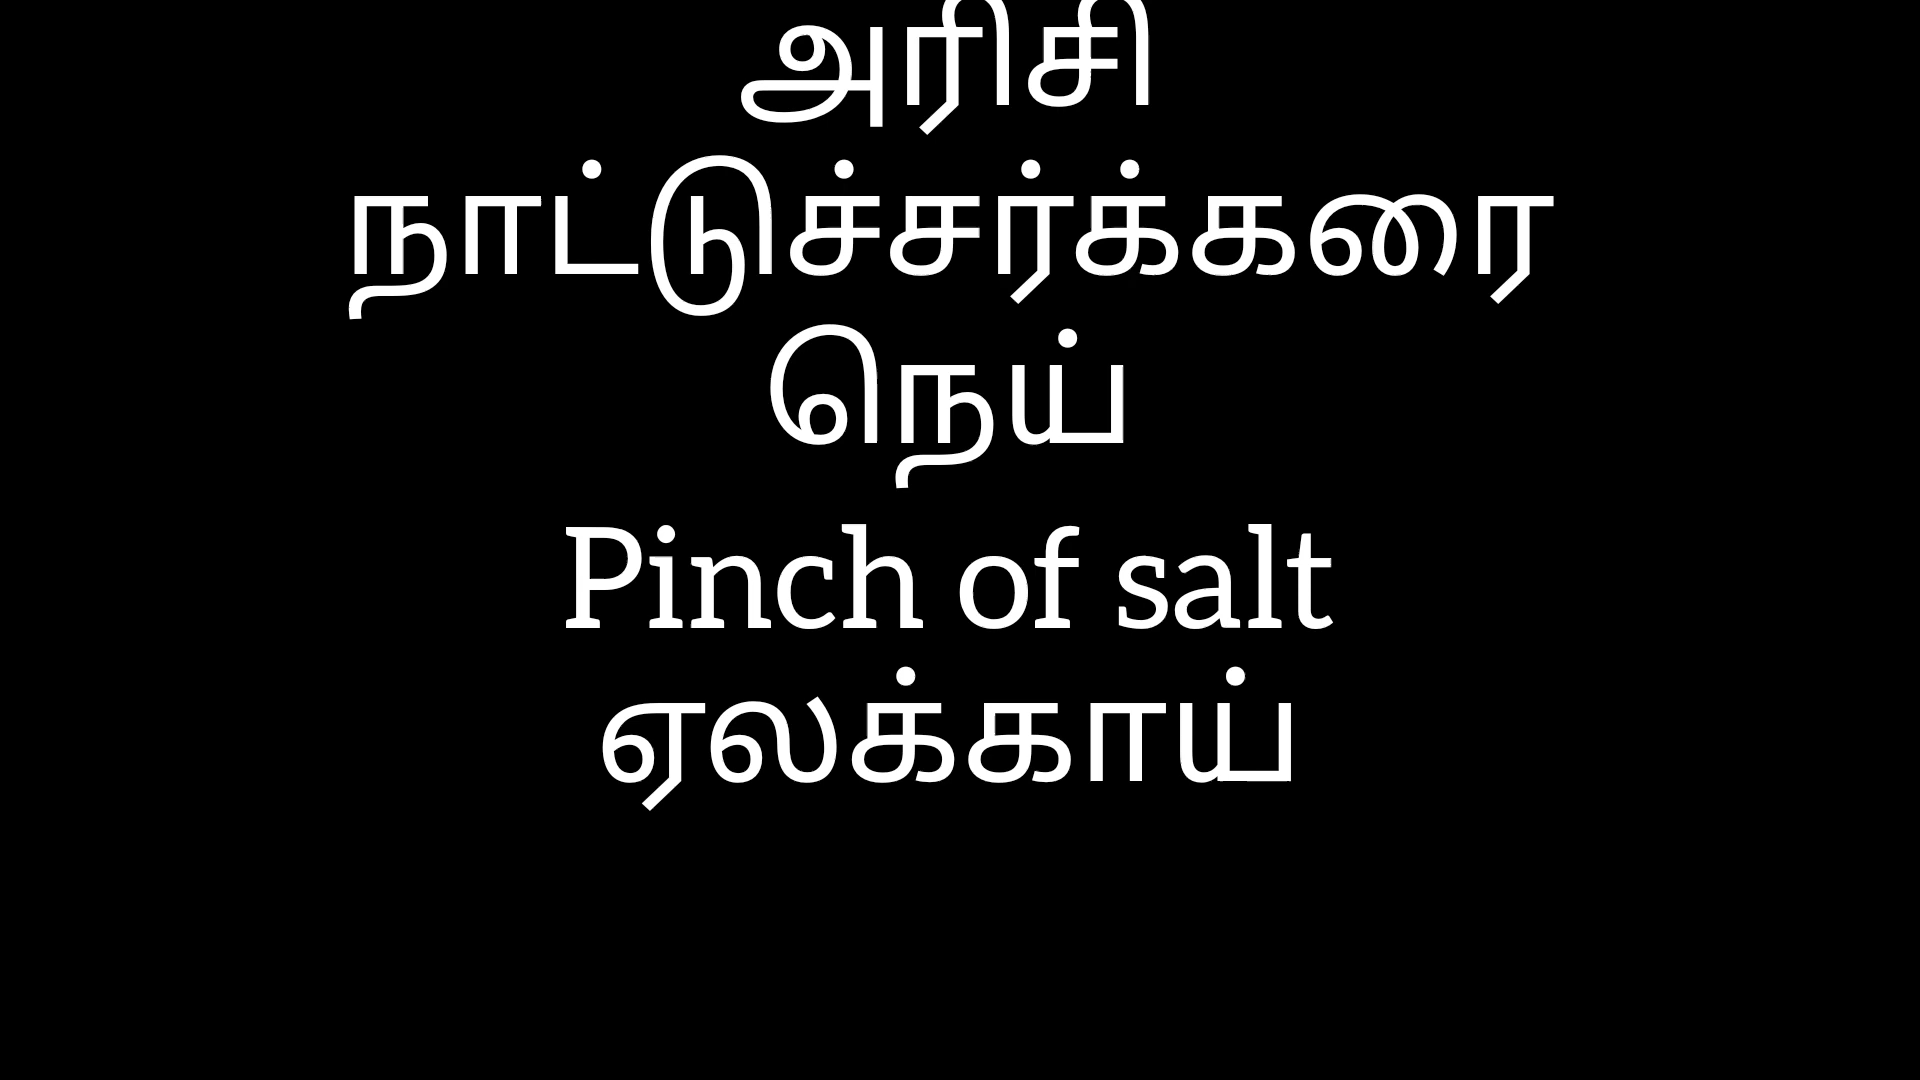 அரிசி
நாட்டுச்சர்க்கரை
நெய்
Pinch of salt
ஏலக்காய்